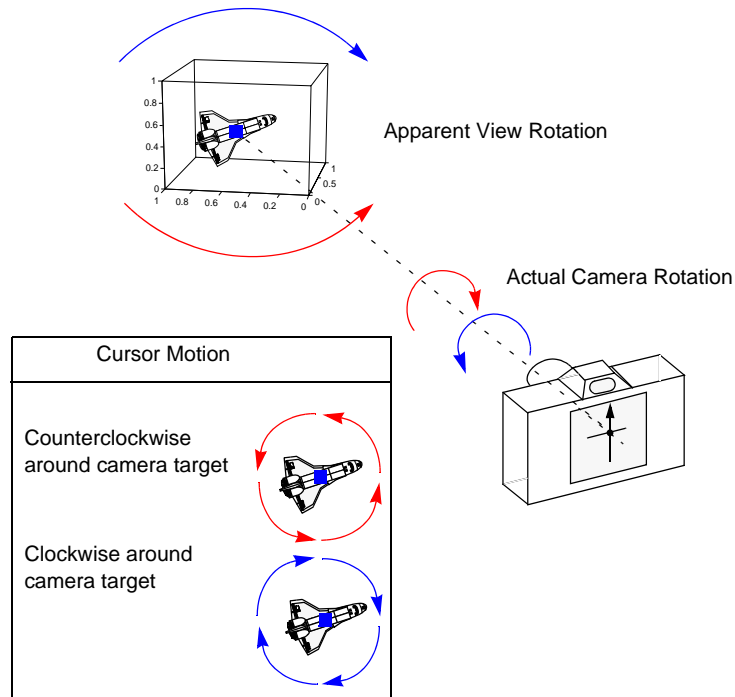 1
0.8
0.6
0.4
0.2
0
1 0.8 0.6 0.4 0.2 0
0
0.5
1
Apparent View Rotation
Actual Camera Rotation
Cursor Motion
Counterclockwise
around camera target
Clockwise around
camera target